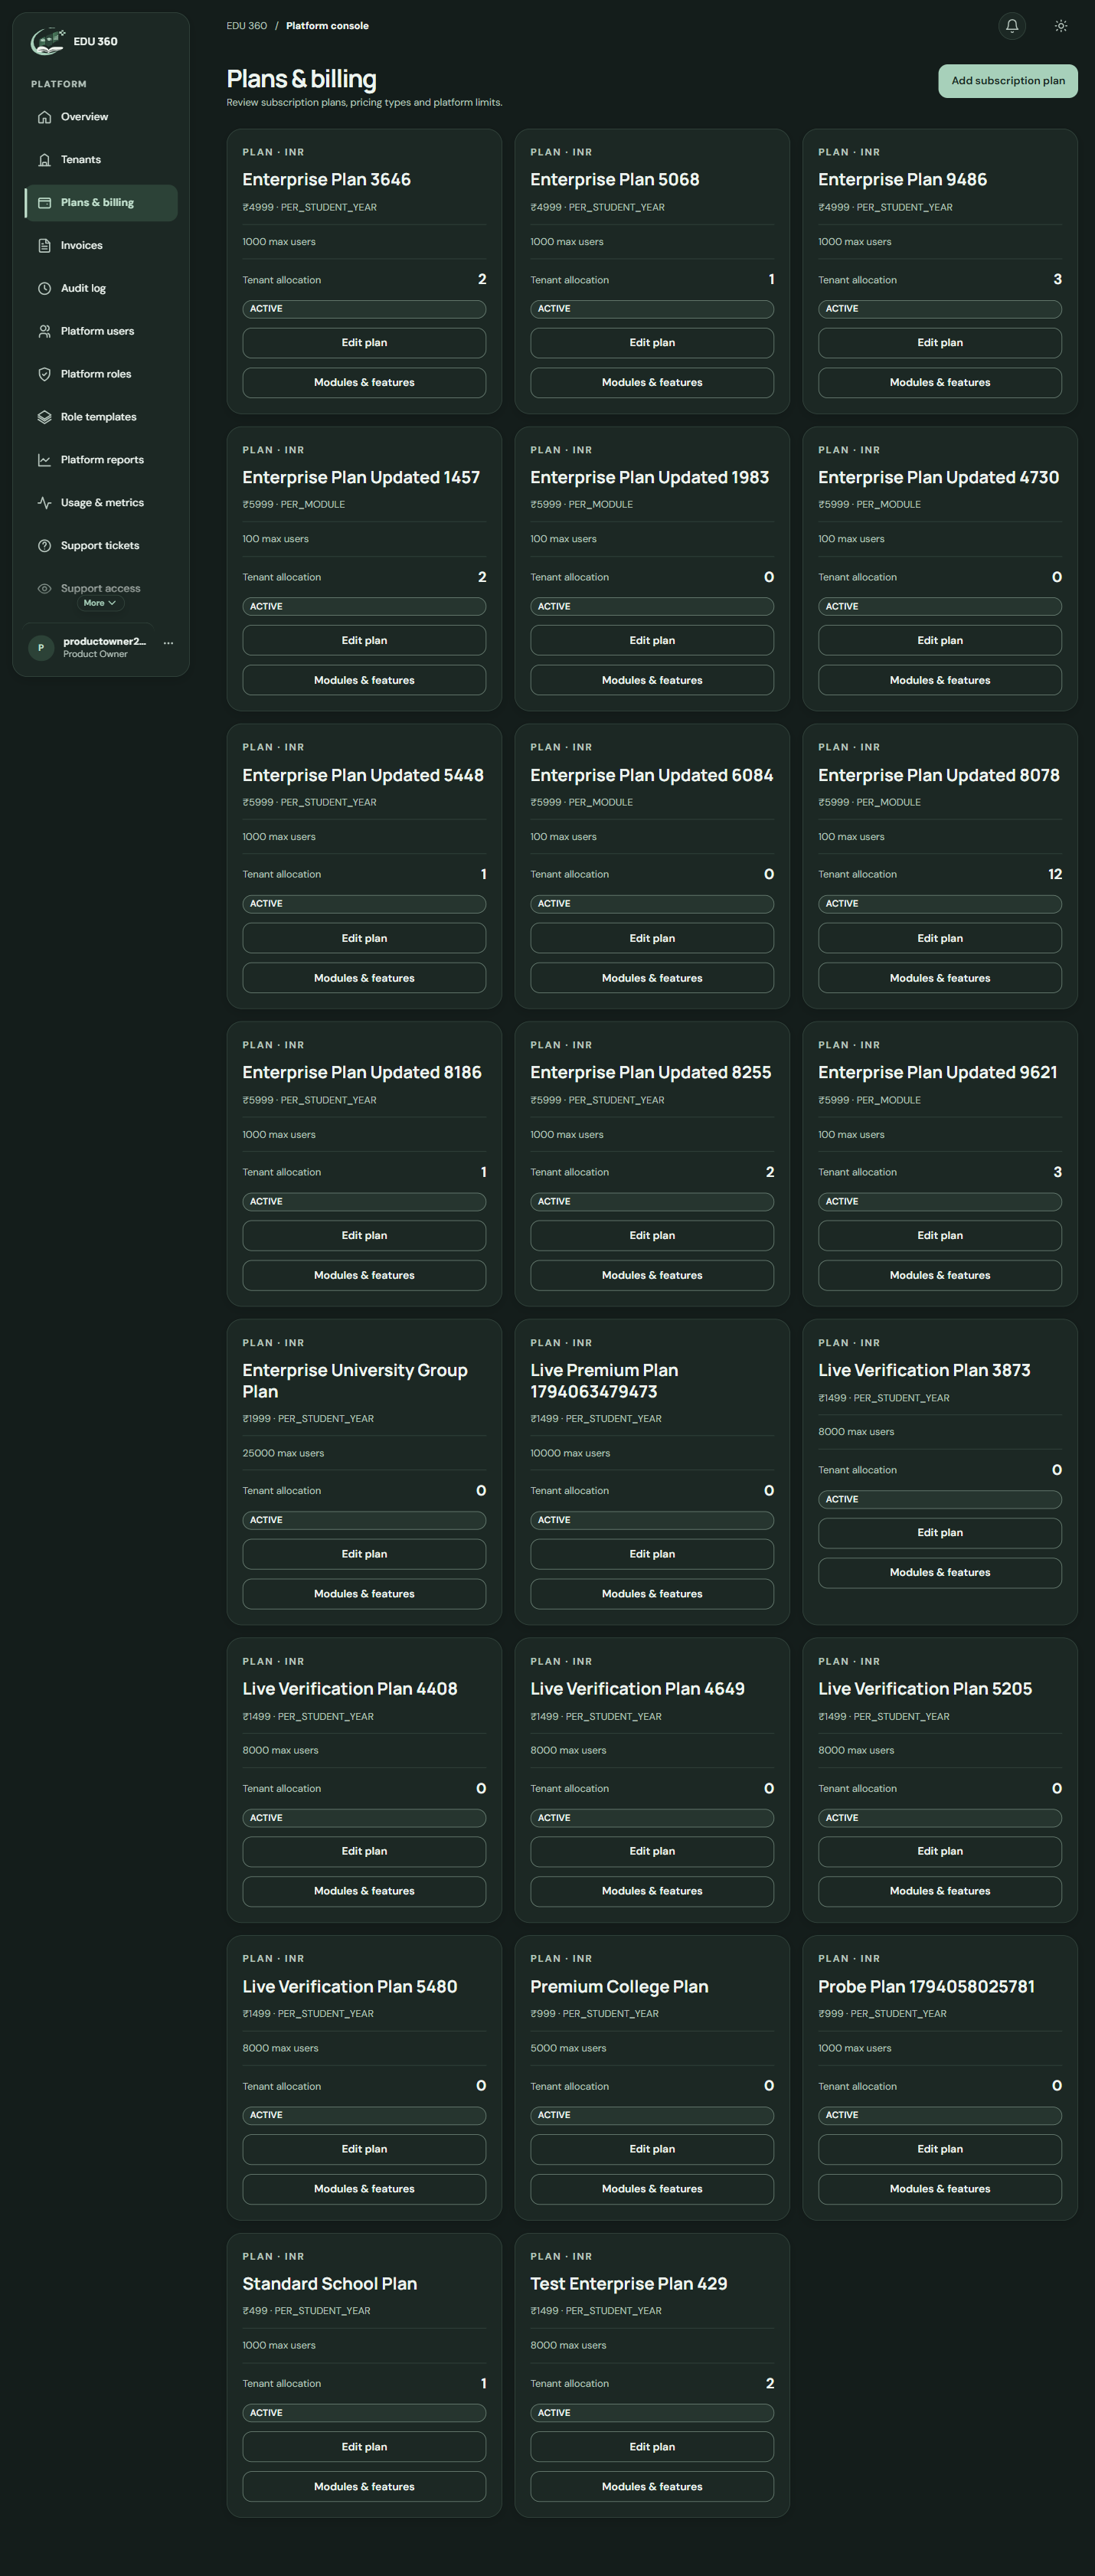 EDU 360
PLATFORM
Overview
Tenants
Plans & billing
Invoices
Audit log
Platform users
Platform roles
Role templates
Platform reports
Usage & metrics
Support tickets
Support access
More
P
productowner2...
Product Owner
EDU 360 / Platform console
Plans & billing
Review subscription plans, pricing types and platform limits.
Add subscription plan
PLAN · INR
Enterprise Plan 3646
₹4999 · PER_STUDENT_YEAR
1000 max users
Tenant allocation 2
ACTIVE
Edit plan
Modules & features
PLAN · INR
Enterprise Plan 5068
₹4999 · PER_STUDENT_YEAR
1000 max users
Tenant allocation 1
ACTIVE
Edit plan
Modules & features
PLAN · INR
Enterprise Plan 9486
₹4999 · PER_STUDENT_YEAR
1000 max users
Tenant allocation 3
ACTIVE
Edit plan
Modules & features
PLAN · INR
Enterprise Plan Updated 1457
₹5999 · PER_MODULE
100 max users
Tenant allocation 2
ACTIVE
Edit plan
Modules & features
PLAN · INR
Enterprise Plan Updated 1983
₹5999 · PER_MODULE
100 max users
Tenant allocation 0
ACTIVE
Edit plan
Modules & features
PLAN · INR
Enterprise Plan Updated 4730
₹5999 · PER_MODULE
100 max users
Tenant allocation 0
ACTIVE
Edit plan
Modules & features
PLAN · INR
Enterprise Plan Updated 5448
₹5999 · PER_STUDENT_YEAR
1000 max users
Tenant allocation 1
ACTIVE
Edit plan
Modules & features
PLAN · INR
Enterprise Plan Updated 6084
₹5999 · PER_MODULE
100 max users
Tenant allocation 0
ACTIVE
Edit plan
Modules & features
PLAN · INR
Enterprise Plan Updated 8078
₹5999 · PER_MODULE
100 max users
Tenant allocation 12
ACTIVE
Edit plan
Modules & features
PLAN · INR
Enterprise Plan Updated 8186
₹5999 · PER_STUDENT_YEAR
1000 max users
Tenant allocation 1
ACTIVE
Edit plan
Modules & features
PLAN · INR
Enterprise Plan Updated 8255
₹5999 · PER_STUDENT_YEAR
1000 max users
Tenant allocation 2
ACTIVE
Edit plan
Modules & features
PLAN · INR
Enterprise Plan Updated 9621
₹5999 · PER_MODULE
100 max users
Tenant allocation 3
ACTIVE
Edit plan
Modules & features
PLAN · INR
Enterprise University Group
Plan
₹1999 · PER_STUDENT_YEAR
25000 max users
Tenant allocation 0
ACTIVE
Edit plan
Modules & features
PLAN · INR
Live Premium Plan
1794063479473
₹1499 · PER_STUDENT_YEAR
10000 max users
Tenant allocation 0
ACTIVE
Edit plan
Modules & features
PLAN · INR
Live Verification Plan 3873
₹1499 · PER_STUDENT_YEAR
8000 max users
Tenant allocation 0
ACTIVE
Edit plan
Modules & features
PLAN · INR
Live Verification Plan 4408
₹1499 · PER_STUDENT_YEAR
8000 max users
Tenant allocation 0
ACTIVE
Edit plan
Modules & features
PLAN · INR
Live Verification Plan 4649
₹1499 · PER_STUDENT_YEAR
8000 max users
Tenant allocation 0
ACTIVE
Edit plan
Modules & features
PLAN · INR
Live Verification Plan 5205
₹1499 · PER_STUDENT_YEAR
8000 max users
Tenant allocation 0
ACTIVE
Edit plan
Modules & features
PLAN · INR
Live Verification Plan 5480
₹1499 · PER_STUDENT_YEAR
8000 max users
Tenant allocation 0
ACTIVE
Edit plan
Modules & features
PLAN · INR
Premium College Plan
₹999 · PER_STUDENT_YEAR
5000 max users
Tenant allocation 0
ACTIVE
Edit plan
Modules & features
PLAN · INR
Probe Plan 1794058025781
₹999 · PER_STUDENT_YEAR
1000 max users
Tenant allocation 0
ACTIVE
Edit plan
Modules & features
PLAN · INR
Standard School Plan
₹499 · PER_STUDENT_YEAR
1000 max users
Tenant allocation 1
ACTIVE
Edit plan
Modules & features
PLAN · INR
Test Enterprise Plan 429
₹1499 · PER_STUDENT_YEAR
8000 max users
Tenant allocation 2
ACTIVE
Edit plan
Modules & features